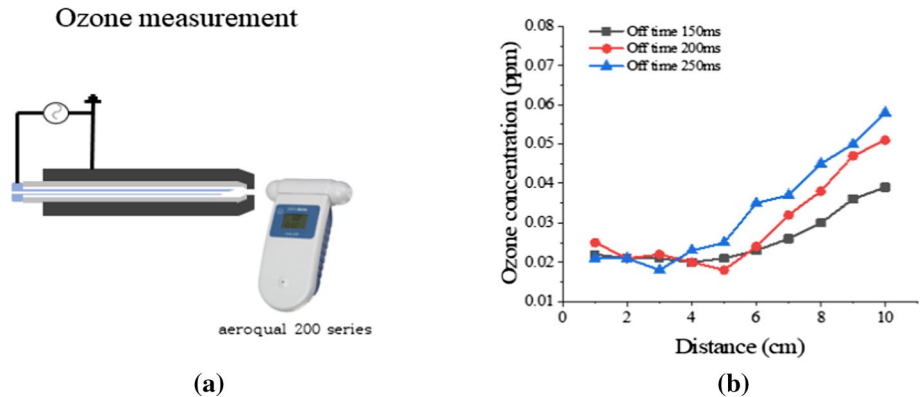 Ozone measurement
aeroqual 200 series
(a)
Off time 150ms
Off time 200ms
Off time 250ms
Ozone concentration (ppm)
0.08
0.07
0.06
0.05
0.04
0.03
0.02
0.01
0 2 4 6 8 10
Distance (cm)
(b)